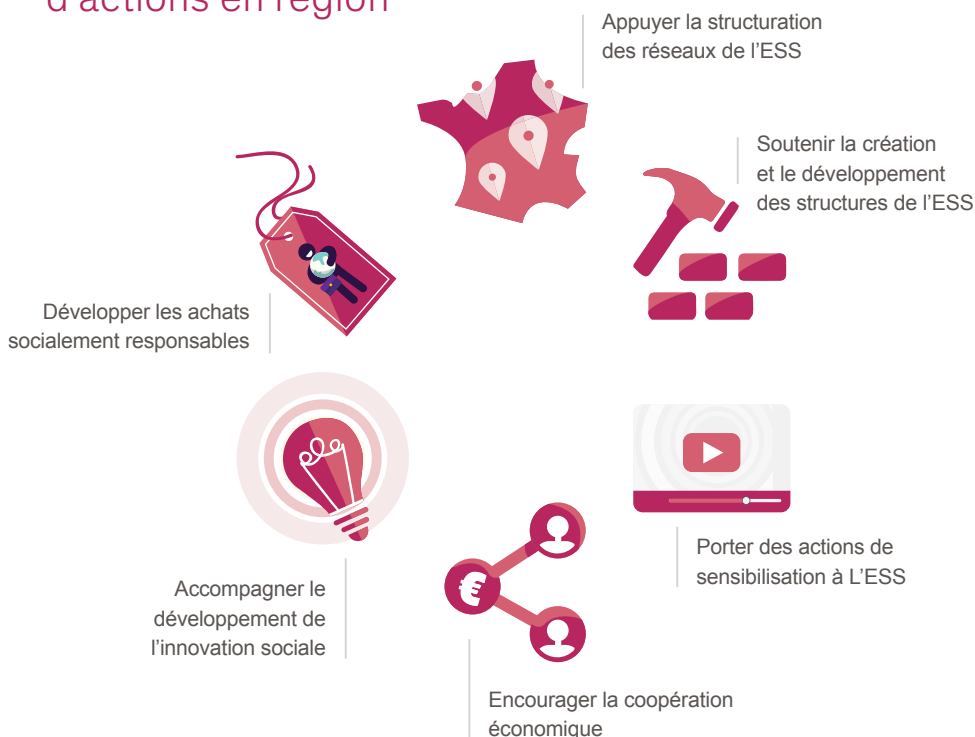 d'actions en région
Appuyer la structuration
des réseaux de l'ESS
Soutenir la création
et le développement
des structures de l'ESS
Développer les achats
socialement responsables
Porter des actions de
sensibilisation à L'ESS
Accompagner le
développement de
l'innovation sociale
Encourager la coopération
économique